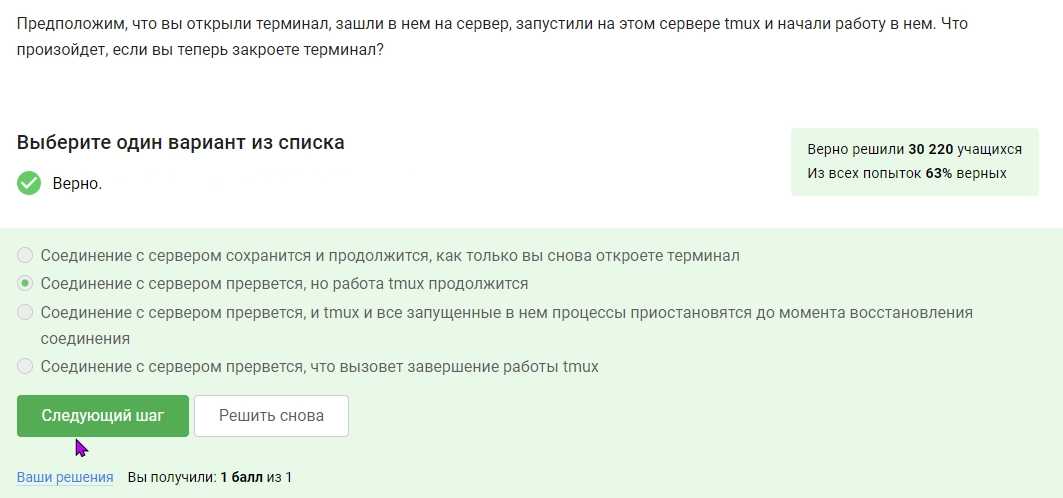 Предположим, что вы открыли терминал, зашли в нем на сервер, запустили на этом сервере tmux и начали работу в нем. Что
произойдет, если вы теперь закроете терминал?
Выберите один вариант из списка
Верно.
Верно решили 30 220 учащихся
Из всех попыток 63% верных
Соединение с сервером сохранится и продолжится, как только вы снова откроете терминал
Соединение с сервером прервется, но работа tmux продолжится
Соединение с сервером прервется, и tmux и все запущенные в нем процессы приостановятся до момента восстановления
соединения
Соединение с сервером прервется, что вызовет завершение работы tmux
Следующий шаг
Решить снова
Ваши решения Вы получили: 1 балл из 1